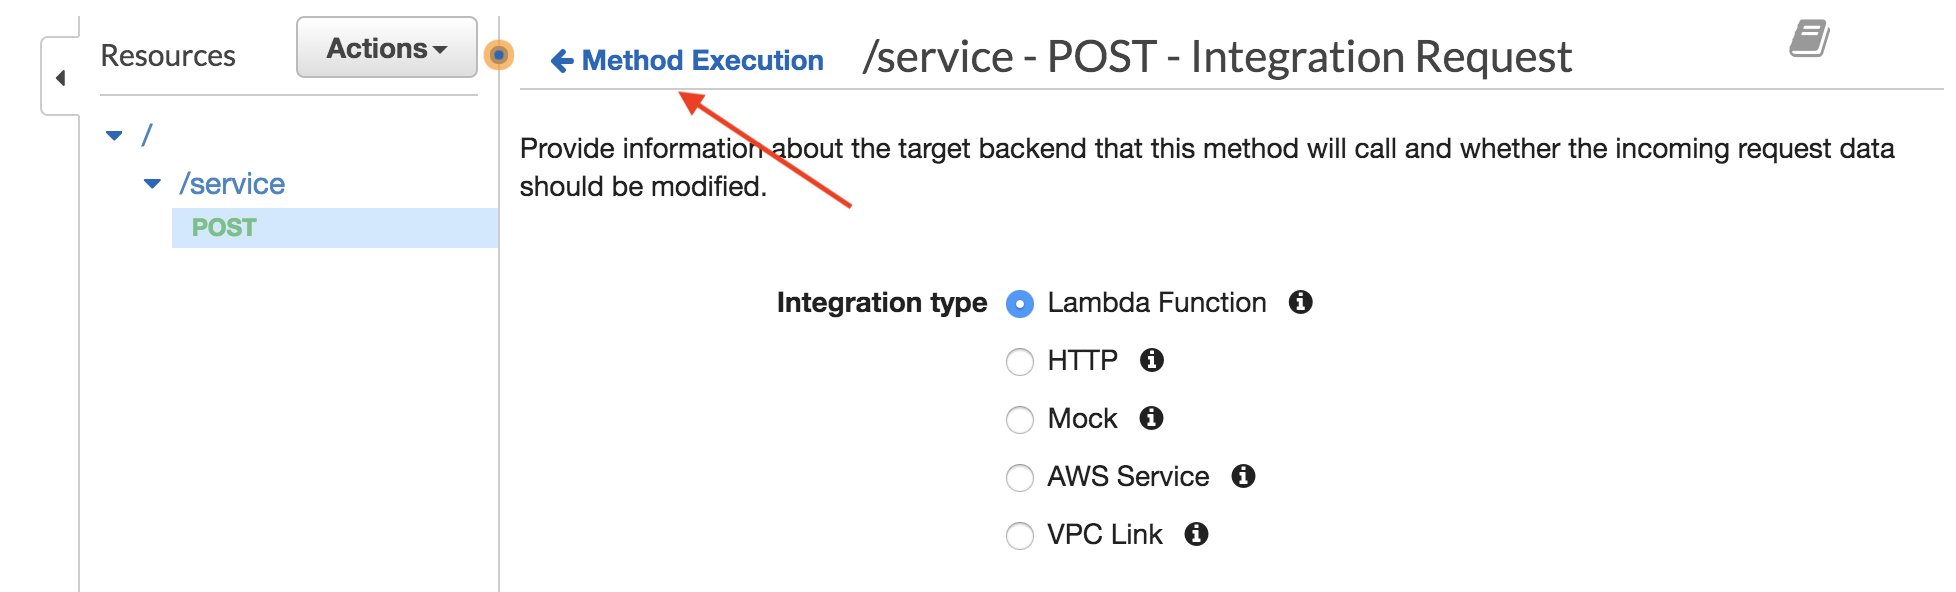 Resources
Actions
Method Execution
/service - POST - Integration Request
/
/service
POST
Provide information about the target backend that this method will call and whether the incoming request data
should be modified.
Integration type
Lambda Function
HTTP
Mock
AWS Service
VPC Link